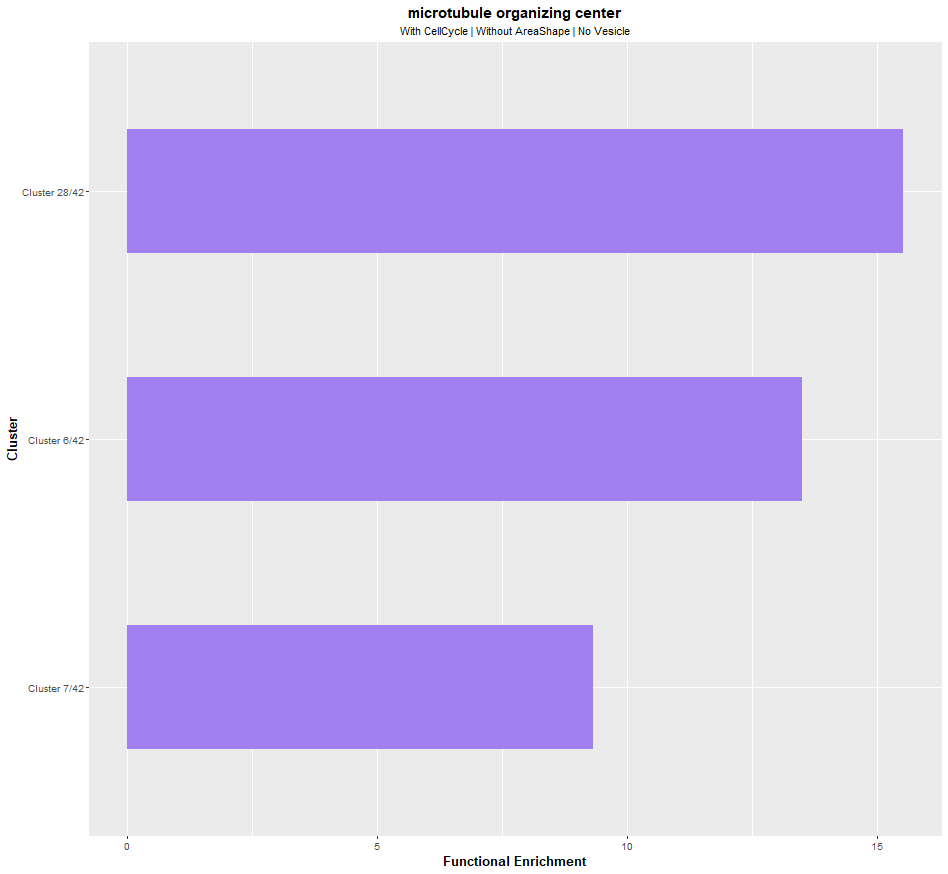 microtubule organizing center
With CellCycle | Without AreaShape | No Vesicle
Cluster
Cluster 28/42
Cluster 6/42
Cluster 7/42
0 5 10 15
Functional Enrichment